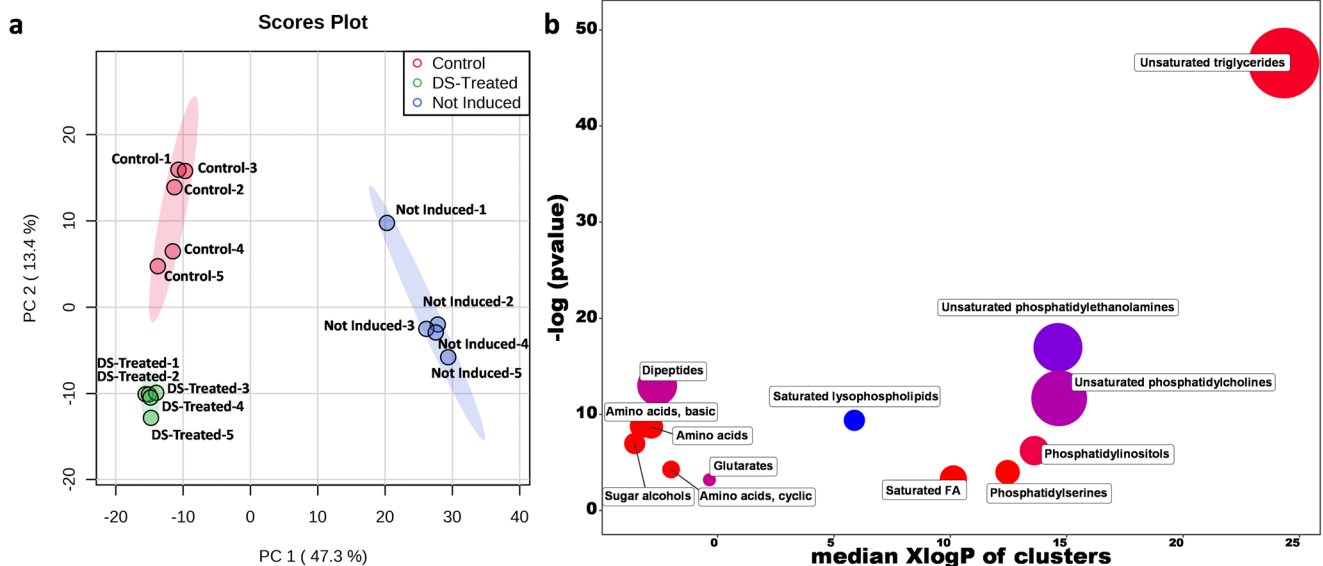 a
Scores Plot
Control
DS-Treated
Not Induced
Control-1
Control-3
Control-2
Control-4
Control-5
Not Induced-1
Not Induced-2
Not Induced-3
Not Induced-4
Not Induced-5
DS-Treated-1
DS-Treated-2
DS-Treated-3
DS-Treated-4
DS-Treated-5
PC 2 ( 13.4 %)
20
10
0
-10
-20
-20 -10 0 10 20 30 40
PC 1 ( 47.3 %)
b
-log (pvalue)
50
40
30
20
10
0
Unsaturated triglycerides
Unsaturated phosphatidylethanolamines
Dipeptides
Unsaturated phosphatidylcholines
Saturated lysophospholipids
Amino acids, basic
Amino acids
Phosphatidylinositols
Glutarates
Saturated FA
Phosphatidylserines
Sugar alcohols
Amino acids, cyclic
0 5 10 15 20 25
median XlogP of clusters